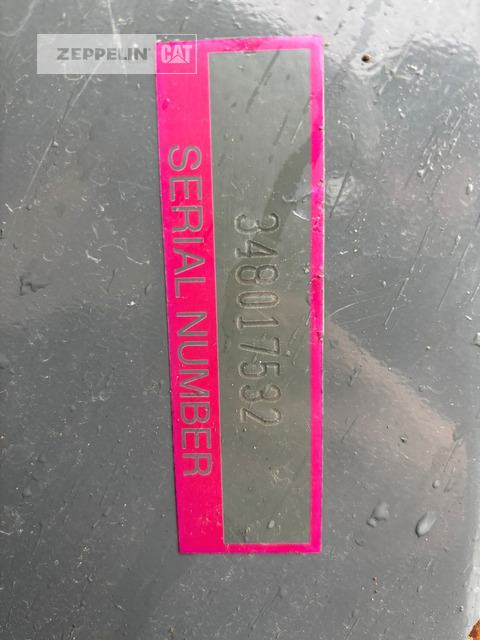 ZEPPELIN CAT
SERIAL NUMBER
348017532